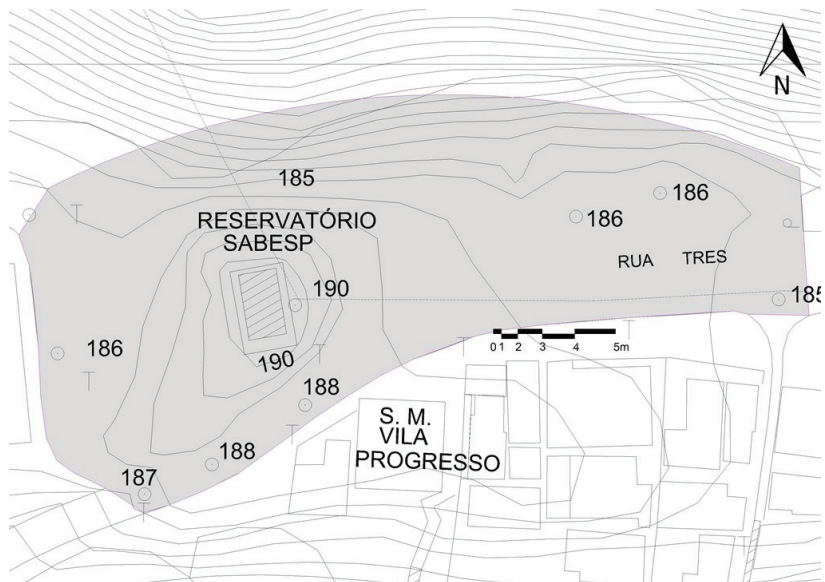 N
185
186
186
RESERVATÓRIO
SABESP
RUA TRES
190
185
0 1 2 3 4 5m
186
190
188
S. M.
VILA
PROGRESSO
188
187